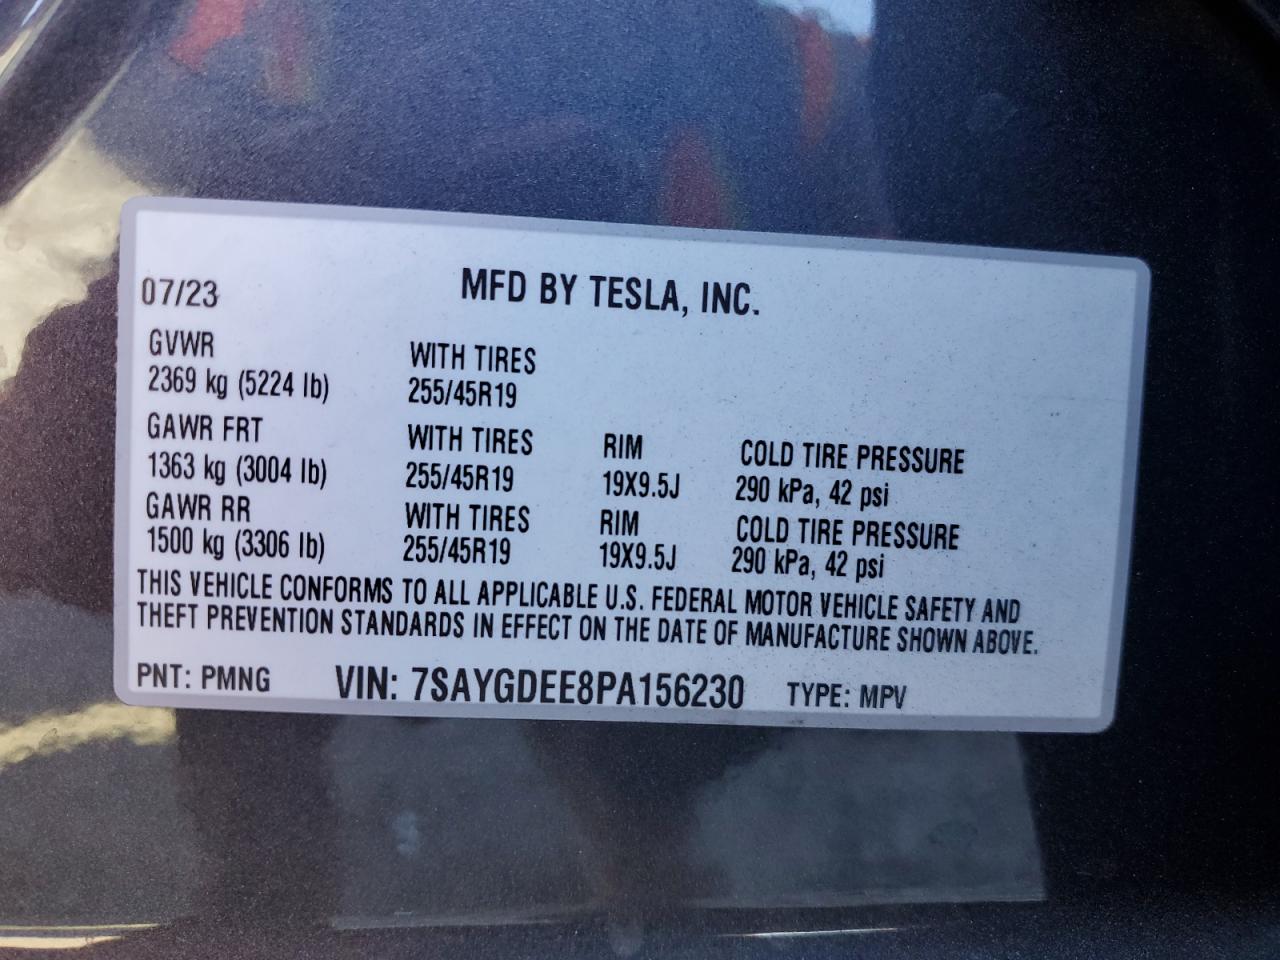 07/23 MFD BY TESLA, INC.
GVWR WITH TIRES
2369 kg (5224 lb) 255/45R19
GAWR FRT WITH TIRES RIM COLD TIRE PRESSURE
1363 kg (3004 lb) 255/45R19 19X9.5J 290 kPa, 42 psi
GAWR RR WITH TIRES RIM COLD TIRE PRESSURE
1500 kg (3306 lb) 255/45R19 19X9.5J 290 kPa, 42 psi
THIS VEHICLE CONFORMS TO ALL APPLICABLE U.S. FEDERAL MOTOR VEHICLE SAFETY AND
THEFT PREVENTION STANDARDS IN EFFECT ON THE DATE OF MANUFACTURE SHOWN ABOVE.
PNT: PMNG VIN: 7SAYGDEE8PA156230 TYPE: MPV